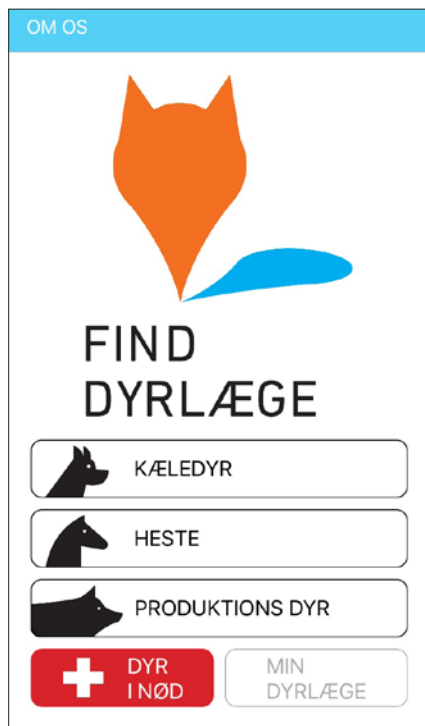 OM OS
FIND
DYRLÆGE
KÆLEDYR
HESTE
PRODUKTIONS DYR
DYR
I NØD
MIN
DYRLÆGE